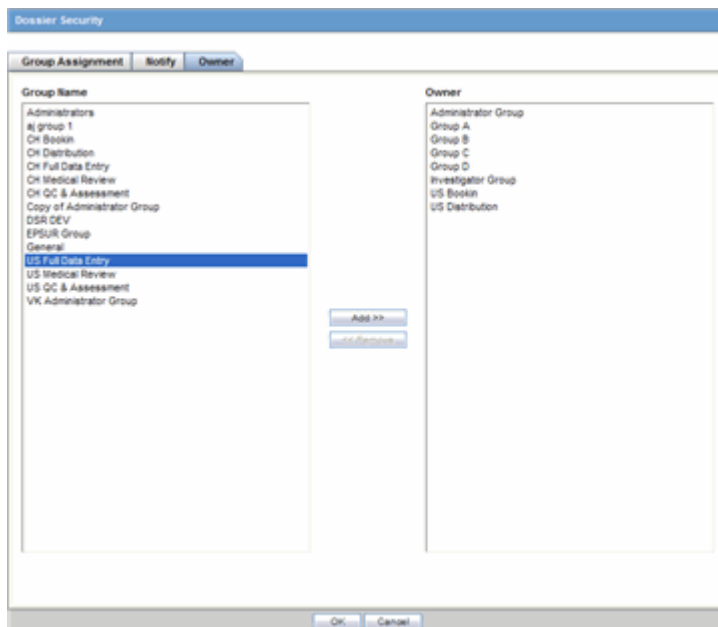 Dossier Security
Group Assignment
Notify
Owner
Group Name
Administrators
aj group 1
CH Bookin
CH Distribution
CH Full Data Entry
CH Medical Review
CH QC & Assessment
Copy of Administrator Group
DSR DEV
EPSUR Group
General
US Full Data Entry
US Medical Review
US QC & Assessment
VK Administrator Group
Add >>
<< Remove
Owner
Administrator Group
Group A
Group B
Group C
Group D
Investigator Group
US Bookin
US Distribution
OK
Cancel